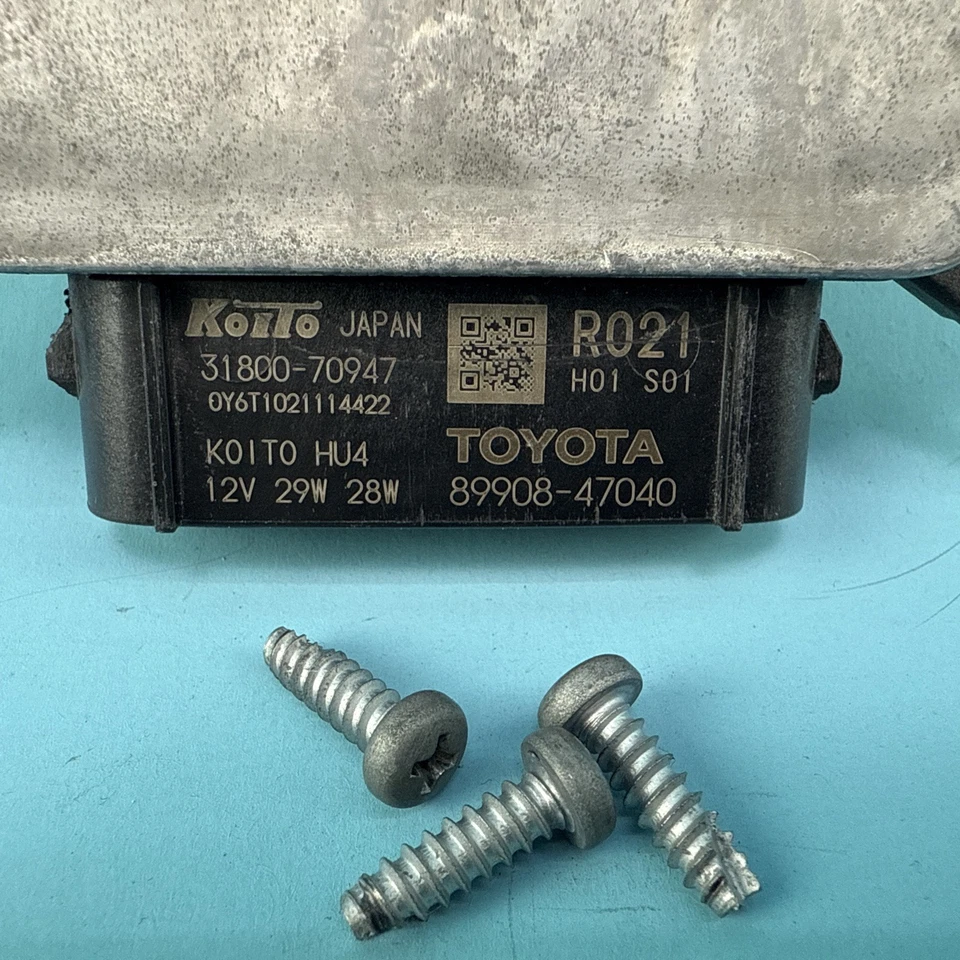 KOITO JAPAN
31800-70947
0Y6T1021114422
KOITO HU4
12V 29W 28W
R021
H01 S01
TOYOTA
89908-47040